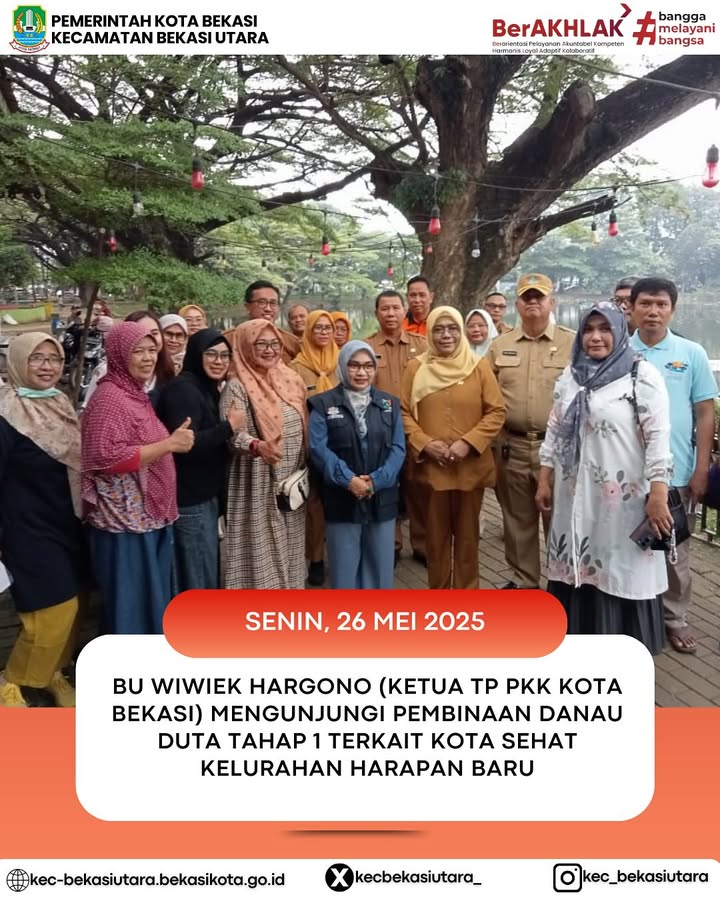 PEMERINTAH KOTA BEKASI
KECAMATAN BEKASI UTARA
BerAKHLAK
Berorientasi Pelayanan Akuntabel Kompeten
Harmonis Loyal Adaptif Kolaboratif
#bangga
melayani
bangsa
SENIN, 26 MEI 2025
BU WIWIEK HARGONO (KETUA TP PKK KOTA
BEKASI) MENGUNJUNGI PEMBINAAN DANAU
DUTA TAHAP 1 TERKAIT KOTA SEHAT
KELURAHAN HARAPAN BARU
kec-bekasiutara.bekasikota.go.id
kecbekasiutara_
kec_bekasiutara